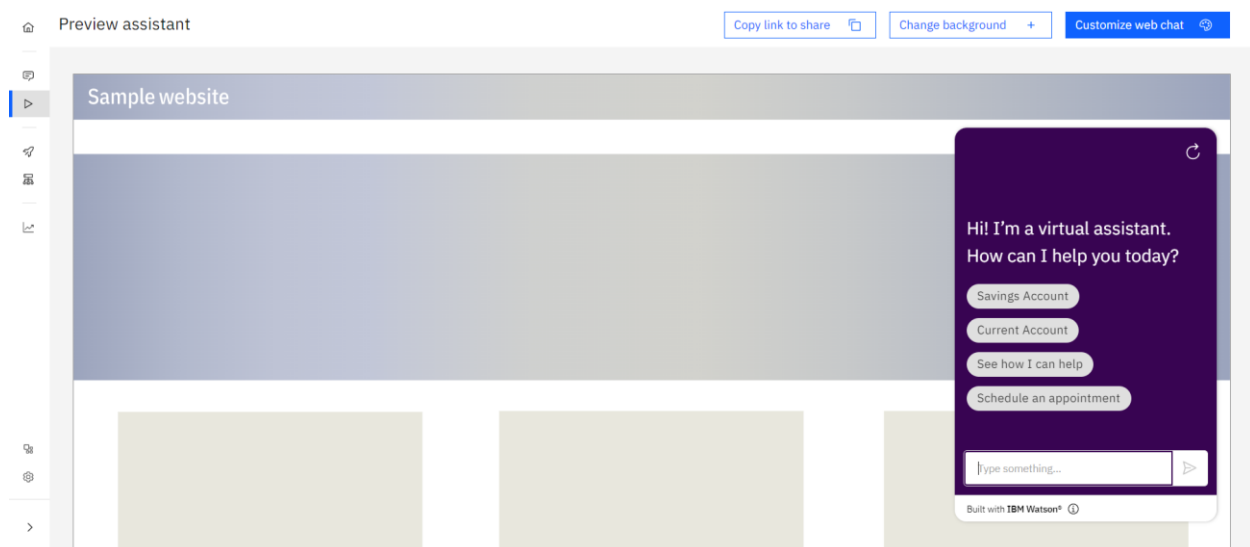 Preview assistant
Copy link to share
Change background +
Customize web chat
Sample website
Hi! I'm a virtual assistant.
How can I help you today?
Savings Account
Current Account
See how I can help
Schedule an appointment
Type something...
Built with IBM Watson®